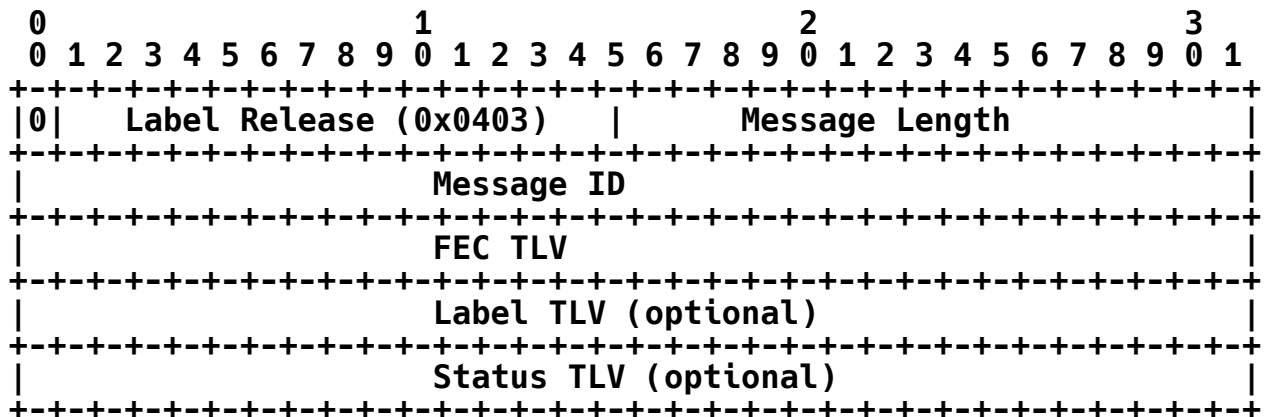 0                   1                   2                   3
 0 1 2 3 4 5 6 7 8 9 0 1 2 3 4 5 6 7 8 9 0 1 2 3 4 5 6 7 8 9 0 1
+-+-+-+-+-+-+-+-+-+-+-+-+-+-+-+-+-+-+-+-+-+-+-+-+-+-+-+-+-+-+-+-+
|0|   Label Release (0x0403)   |      Message Length            |
+-+-+-+-+-+-+-+-+-+-+-+-+-+-+-+-+-+-+-+-+-+-+-+-+-+-+-+-+-+-+-+-+
|                     Message ID                                |
+-+-+-+-+-+-+-+-+-+-+-+-+-+-+-+-+-+-+-+-+-+-+-+-+-+-+-+-+-+-+-+-+
|                     FEC TLV                                   |
+-+-+-+-+-+-+-+-+-+-+-+-+-+-+-+-+-+-+-+-+-+-+-+-+-+-+-+-+-+-+-+-+
|                     Label TLV (optional)                      |
+-+-+-+-+-+-+-+-+-+-+-+-+-+-+-+-+-+-+-+-+-+-+-+-+-+-+-+-+-+-+-+-+
|                     Status TLV (optional)                     |
+-+-+-+-+-+-+-+-+-+-+-+-+-+-+-+-+-+-+-+-+-+-+-+-+-+-+-+-+-+-+-+-+